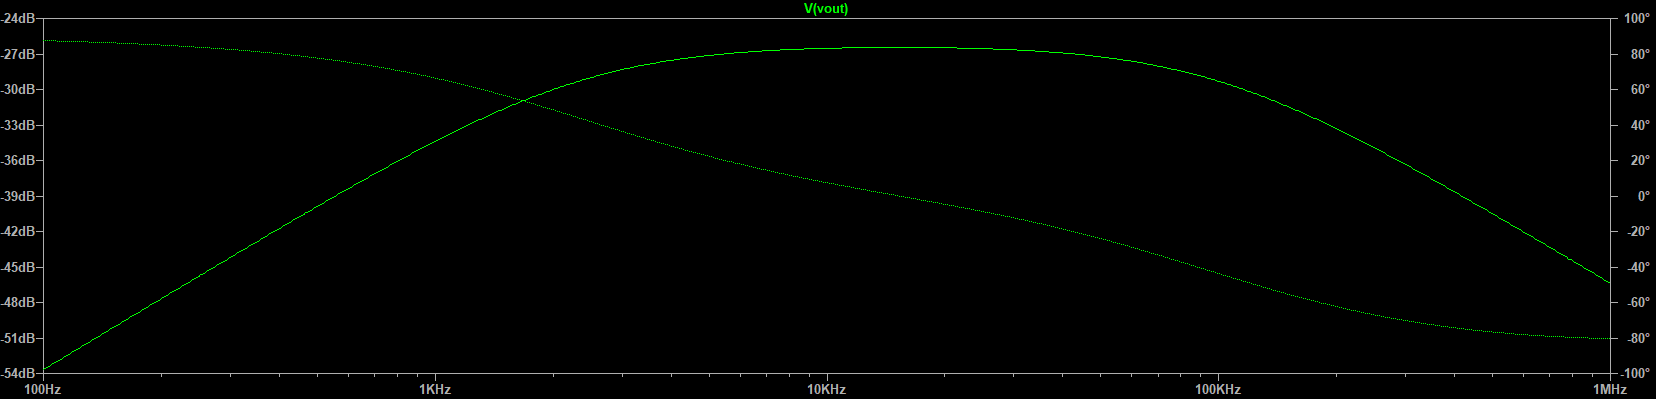 V(vout)
-24dB
-27dB
-30dB
-33dB
-36dB
-39dB
-42dB
-45dB
-48dB
-51dB
-54dB
100°
80°
60°
40°
20°
0°
-20°
-40°
-60°
-80°
-100°
100Hz 1KHz 10KHz 100KHz 1MHz